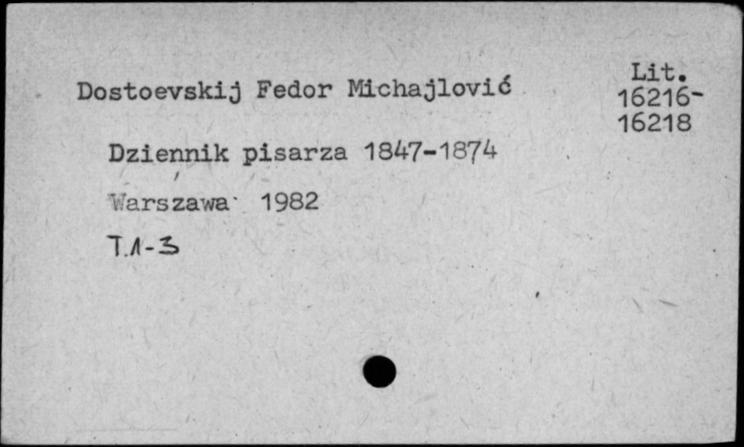 Dostoevskij Fedor Michajlović
Lit.
16216-
16218
Dziennik pisarza 1847-1874
Warszawa 1982
T.1-3